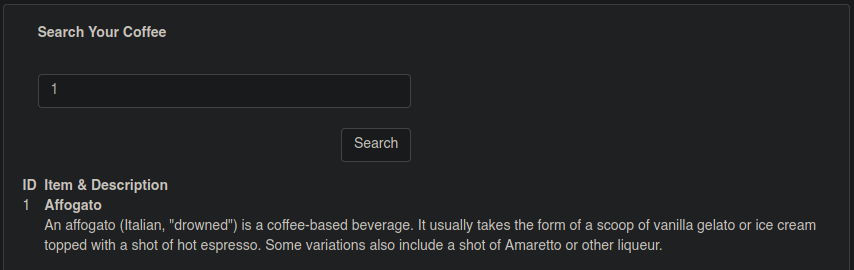 Search Your Coffee
1
Search
ID Item & Description
1 Affogato
An affogato (Italian, "drowned") is a coffee-based beverage. It usually takes the form of a scoop of vanilla gelato or ice cream
topped with a shot of hot espresso. Some variations also include a shot of Amaretto or other liqueur.